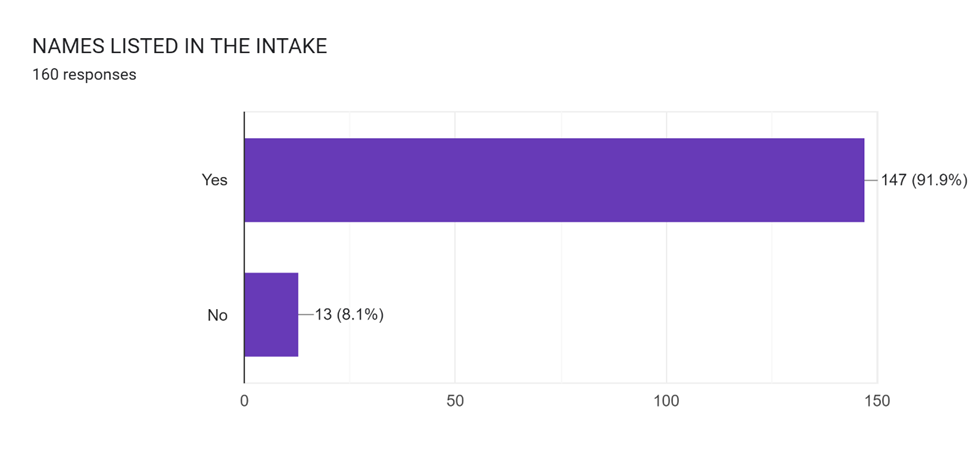 NAMES LISTED IN THE INTAKE
160 responses
Yes
147 (91.9%)
No
13 (8.1%)
0 50 100 150